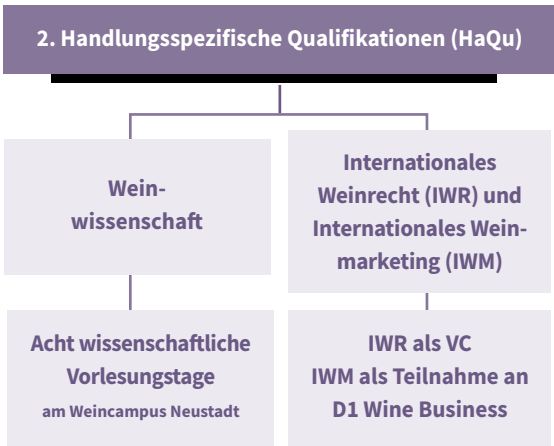 2. Handlungsspezifische Qualifikationen (HaQu)
Wein-
wissenschaft
Internationales
Weinrecht (IWR) und
Internationales Wein-
marketing (IWM)
Acht wissenschaftliche
Vorlesungstage
am Weincampus Neustadt
IWR als VC
IWM als Teilnahme an
D1 Wine Business